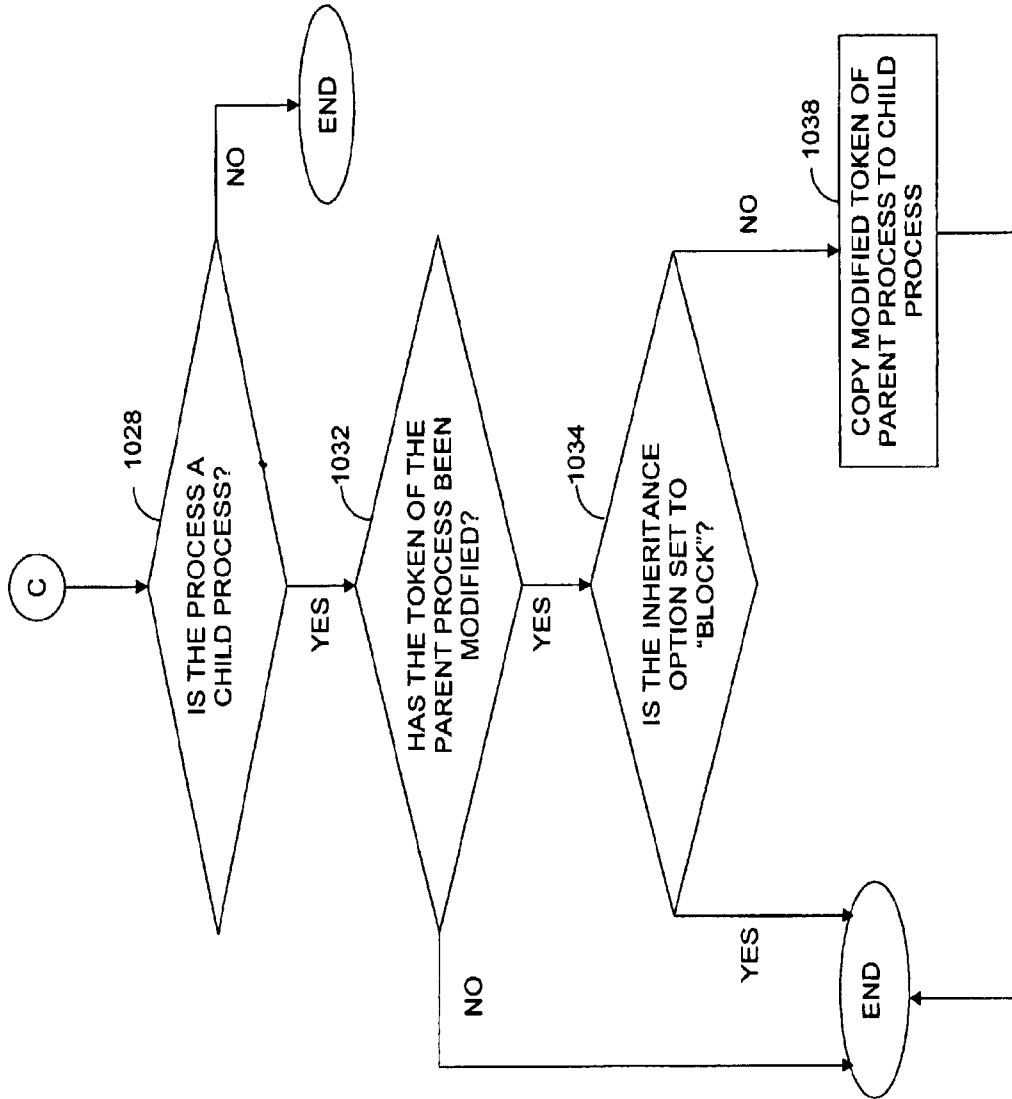 C
1028
IS THE PROCESS A
CHILD PROCESS?
NO
END
YES
1032
HAS THE TOKEN OF THE
PARENT PROCESS BEEN
MODIFIED?
NO
YES
1034
IS THE INHERITANCE
OPTION SET TO
“BLOCK”?
YES
NO
END
1038
COPY MODIFIED TOKEN OF
PARENT PROCESS TO CHILD
PROCESS